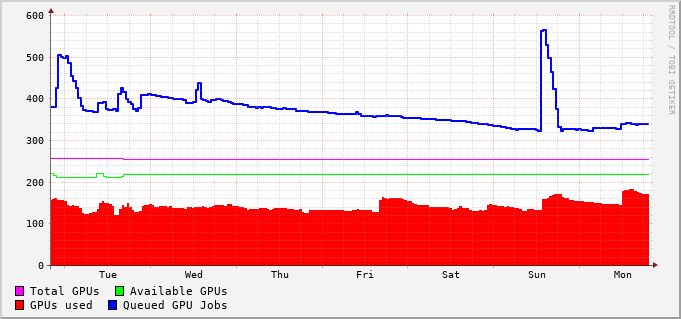 RRDTOOL / TOBI OETIKER
600
500
400
300
200
100
0
Tue Wed Thu Fri Sat Sun Mon
Total GPUs Available GPUs
GPUs used Queued GPU Jobs